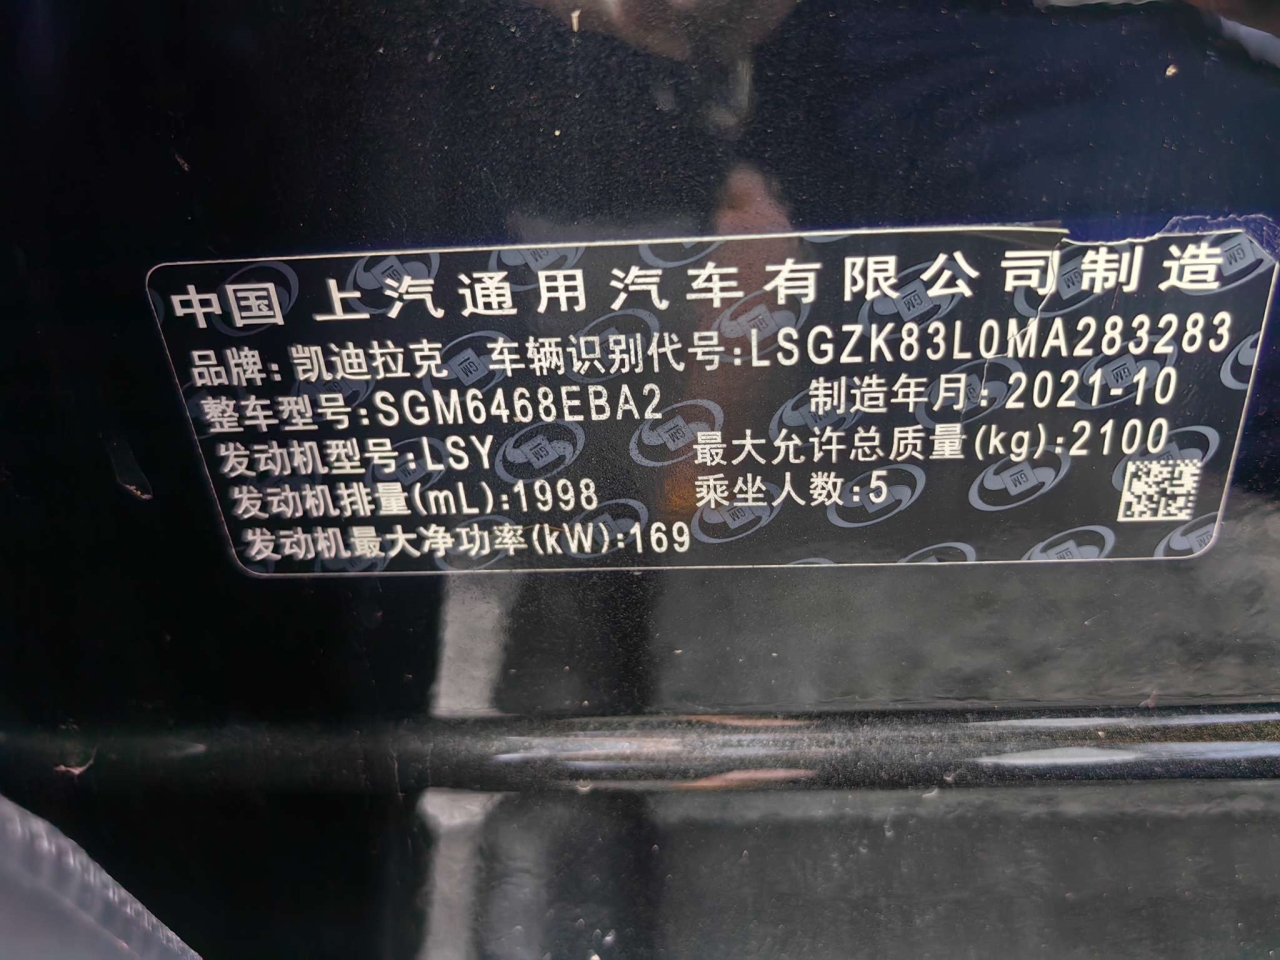 中国 上汽通用汽车有限公司制造
品牌: 凯迪拉克 车辆识别代号:LSGZK83L0MA283283
整车型号:SGM6468EBA2 制造年月: 2021-10
发动机型号:LSY 最大允许总质量(kg):2100
发动机排量(mL):1998 乘坐人数:5
发动机最大净功率(kW):169